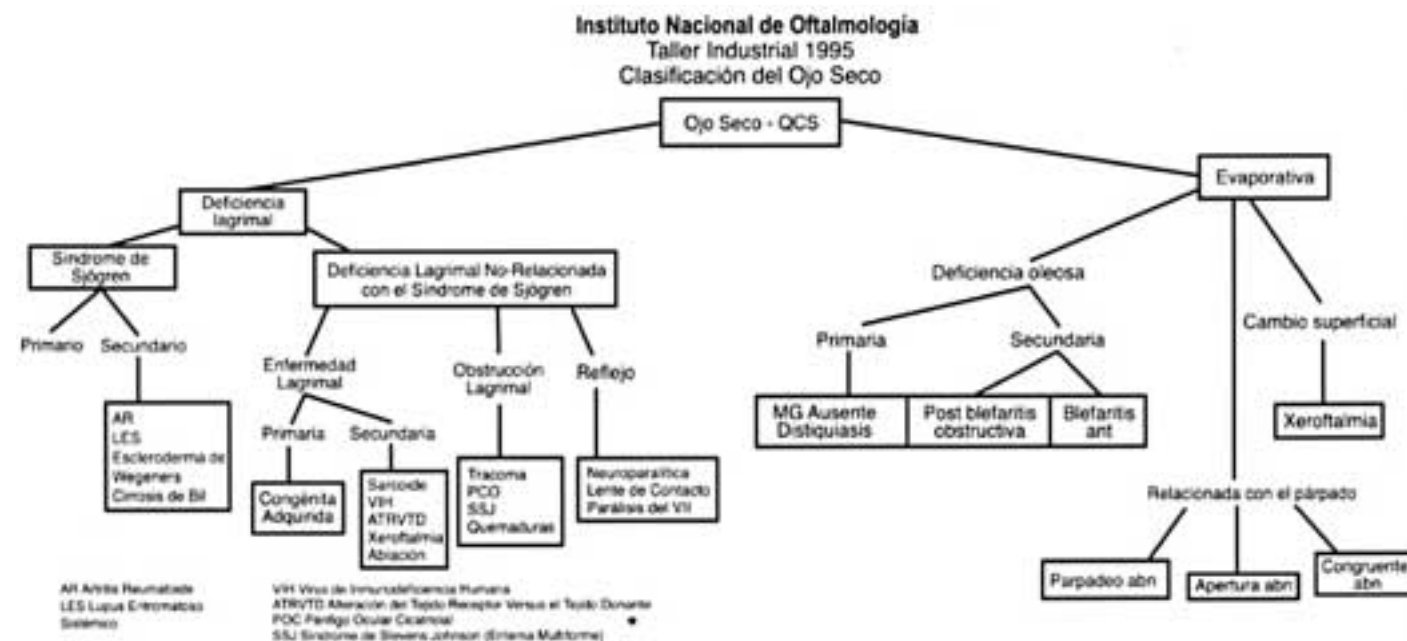 Instituto Nacional de Oftalmología
Taller Industrial 1995
Clasificación del Ojo Seco
Ojo Seco - QCS
Deficiencia
lagrimal
Evaporativa
Síndrome de
Sjögren
Deficiencia Lagrimal No-Relacionada
con el Síndrome de Sjögren
Deficiencia oleosa
Cambio superficial
Primario
Secundario
Enfermedad
Lagrimal
Obstrucción
Lagrimal
Reflejo
Primaria
Secundaria
AR
LES
Escleroderma de
Wegeners
Cirrosis de Bil
Primaria
Secundaria
MG Ausente
Distiquiasis
Post blefaritis
obstructiva
Blefaritis
ant
Xeroftalmia
Congénita
Adquirida
Sarcoide
VIH
ATRVTD
Xeroftalmia
Ablación
Tracoma
PCO
SSJ
Quemaduras
Neuroparalítica
Lente de Contacto
Parálisis del VII
Relacionada con el párpado
Parpadeo abn
Apertura abn
Congruente
abn
AR Artritis Reumatoide
LES Lupus Eritematoso
Sistémico
VIH Virus de Inmunodeficiencia Humana
ATRVTD Alteración del Tejido Receptor Versus el Tejido Donante
POC Penfigo Ocular Cicatricial
SSJ Síndrome de Stevens Johnson (Eritema Multiforme)